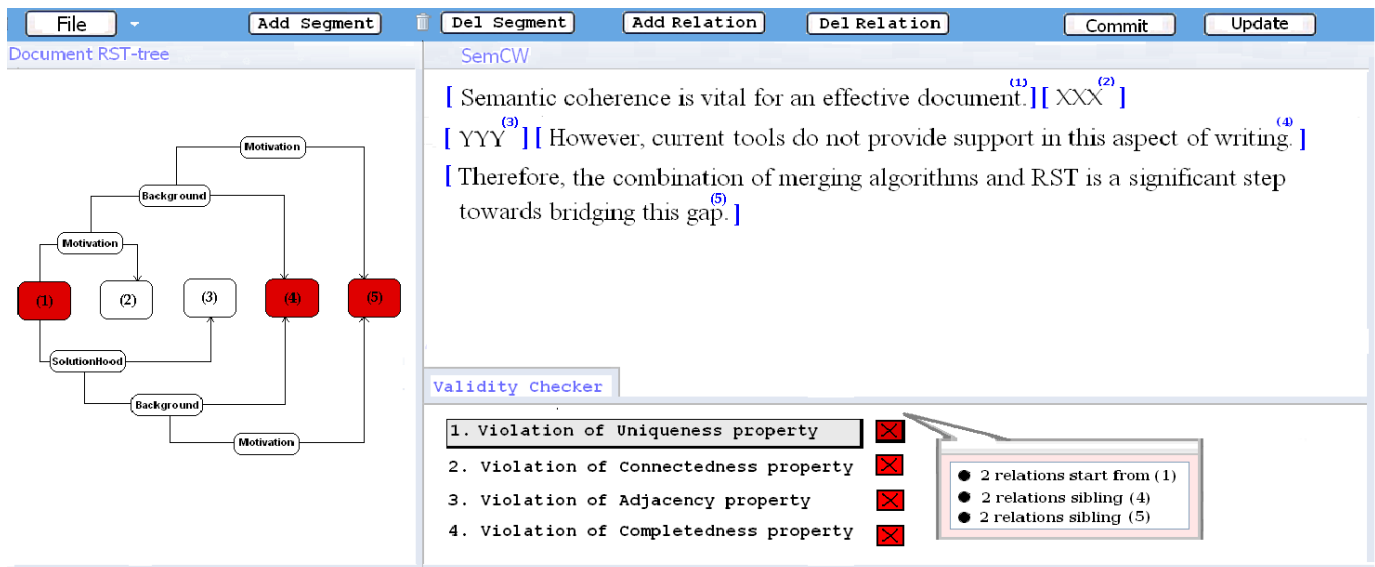 File
Add Segment
Del Segment
Add Relation
Del Relation
Commit
Update
Document RST-tree
SemCW
[ Semantic coherence is vital for an effective document.(1) ] [ XXX (2) ]
[ YYY (3) ] [ However, current tools do not provide support in this aspect of writing.(4) ]
[ Therefore, the combination of merging algorithms and RST is a significant step
towards bridging this gap.(5) ]
Motivation
Background
Motivation
(1)
(2)
(3)
(4)
(5)
SolutionHood
Background
Motivation
Validity Checker
1. Violation of Uniqueness property
2. Violation of Connectedness property
3. Violation of Adjacency property
4. Violation of Completedness property
2 relations start from (1)
2 relations sibling (4)
2 relations sibling (5)